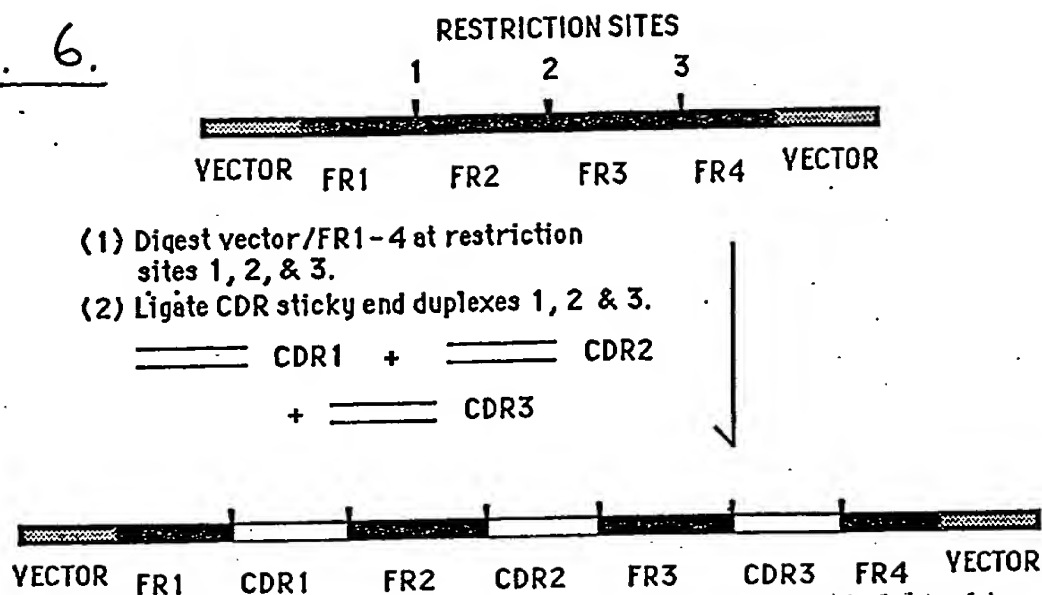 . 6.
RESTRICTION SITES
1 2 3
VECTOR FR1 FR2 FR3 FR4 VECTOR
(1) Digest vector/FR1-4 at restriction
sites 1, 2, & 3.
(2) Ligate CDR sticky end duplexes 1, 2 & 3.
CDR1 + CDR2
+ CDR3
VECTOR FR1 CDR1 FR2 CDR2 FR3 CDR3 FR4 VECTOR